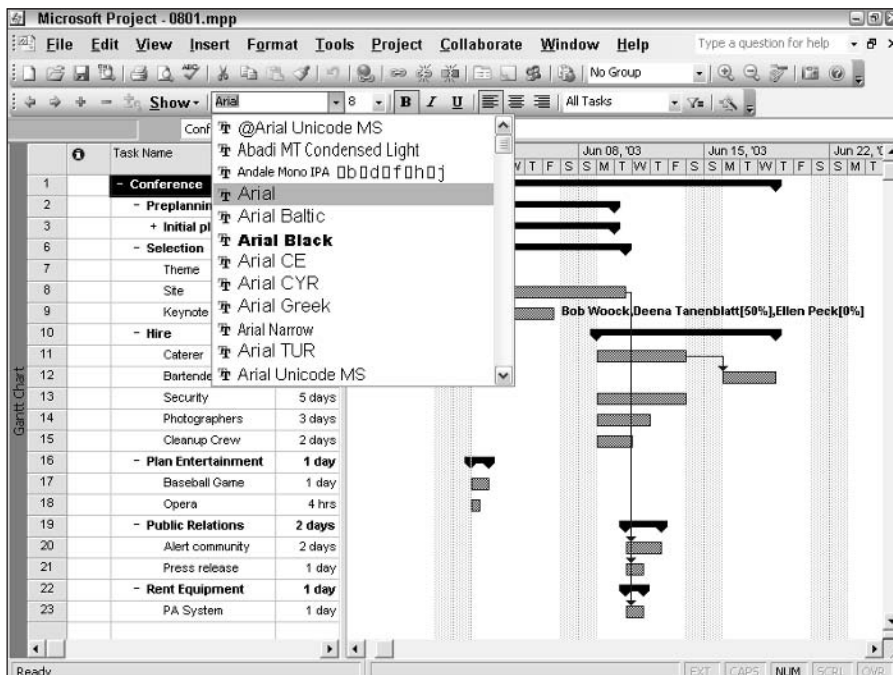 Microsoft Project - 0801.mpp
File Edit View Insert Format Tools Project Collaborate Window Help Type a question for help
No Group
Show Arial 8 B I U All Tasks
Conf
@Arial Unicode MS
Abadi MT Condensed Light
Andale Mono IPA
Arial
Arial Baltic
Arial Black
Arial CE
Arial CYR
Arial Greek
Arial Narrow
Arial TUR
Arial Unicode MS
Task Name
Jun 08, '03 Jun 15, '03 Jun 22, '
W T F S S M T W T F S S M T W T F S S M T
1 - Conference
2 - Preplannin
3 + Initial pl
6 - Selection
7 Theme
8 Site
9 Keynote Bob Woock,Deena Tanenblatt[50%],Ellen Peck[0%]
10 - Hire
11 Caterer
12 Bartende
13 Security 5 days
14 Photographers 3 days
15 Cleanup Crew 2 days
16 - Plan Entertainment 1 day
17 Baseball Game 1 day
18 Opera 4 hrs
19 - Public Relations 2 days
20 Alert community 2 days
21 Press release 1 day
22 - Rent Equipment 1 day
23 PA System 1 day
Gantt Chart
Ready EXT CAPS NUM SCRL OVR